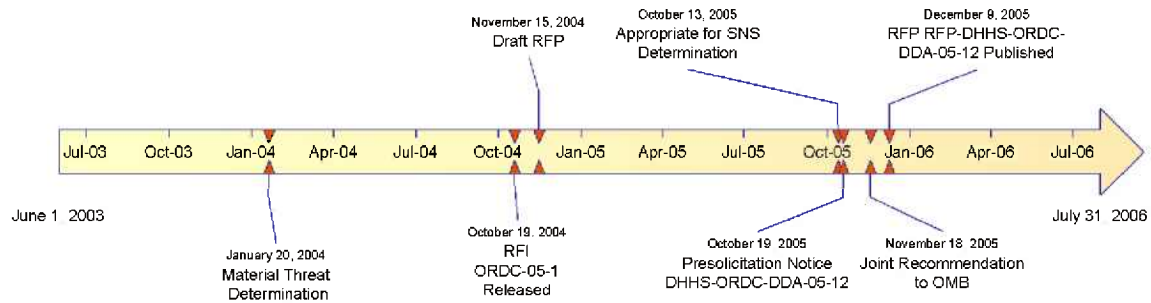 November 15, 2004
Draft RFP
October 13, 2005
Appropriate for SNS
Determination
December 9, 2005
RFP RFP-DHHS-ORDC-
DDA-05-12 Published
Jul-03 Oct-03 Jan-04 Apr-04 Jul-04 Oct-04 Jan-05 Apr-05 Jul-05 Oct-05 Jan-06 Apr-06 Jul-06
June 1 2003
July 31 2006
January 20, 2004
Material Threat
Determination
October 19, 2004
RFI
ORDC-05-1
Released
October 19, 2005
Presolicitation Notice
DHHS-ORDC-DDA-05-12
November 18, 2005
Joint Recommendation
to OMB